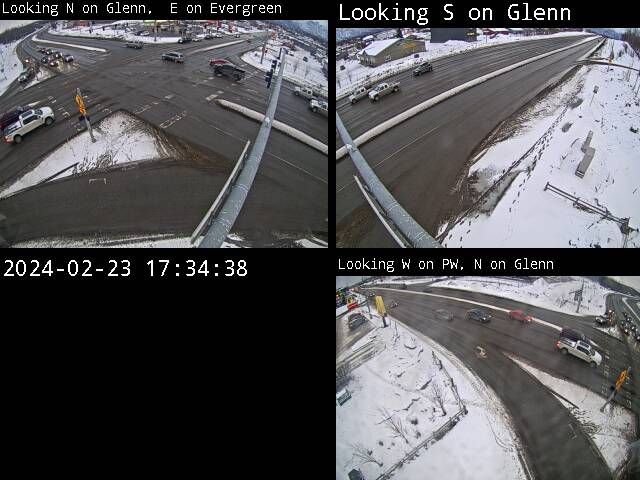 Looking N on Glenn,  E on Evergreen
Looking S on Glenn
2024-02-23 17:34:38
Looking W on PW, N on Glenn